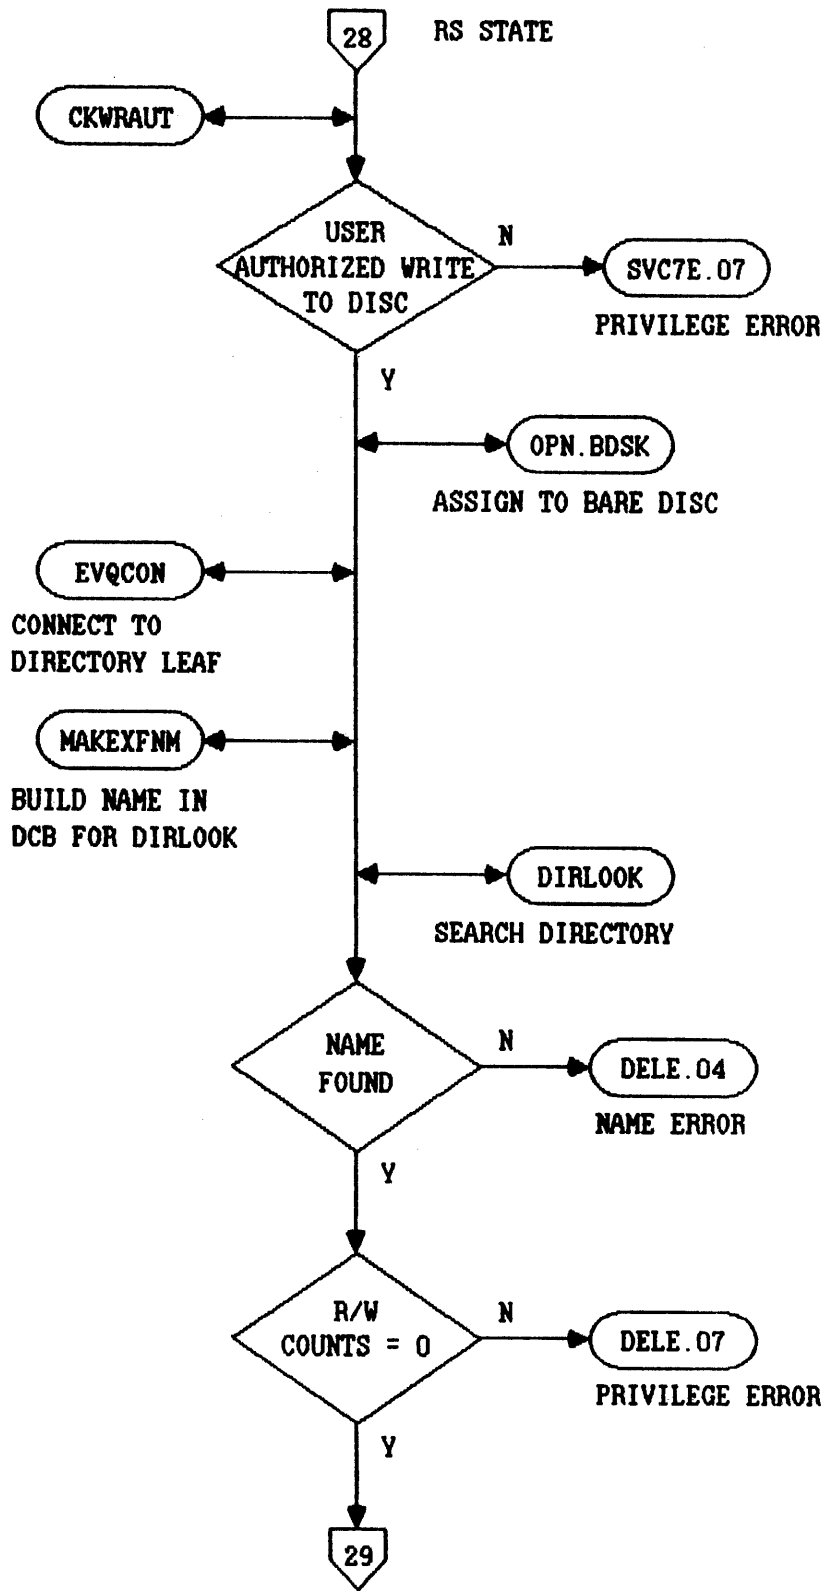 28
RS STATE
CKWRAUT
USER
AUTHORIZED WRITE
TO DISC
N
SVC7E.07
PRIVILEGE ERROR
Y
OPN.BDSK
ASSIGN TO BARE DISC
EVQCON
CONNECT TO
DIRECTORY LEAF
MAKEXFNM
BUILD NAME IN
DCB FOR DIRLOOK
DIRLOOK
SEARCH DIRECTORY
NAME
FOUND
N
DELE.04
NAME ERROR
Y
R/W
COUNTS = 0
N
DELE.07
PRIVILEGE ERROR
Y
29